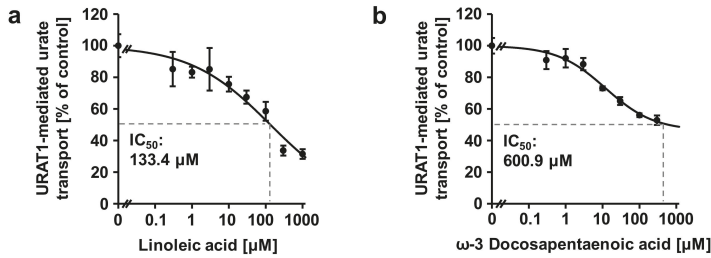 a
URAT1-mediated urate
transport [% of control]
120
100
80
60
40
20
0
IC50:
133.4 µM
0
0.1
1
10
100
1000
Linoleic acid [µM]
b
URAT1-mediated urate
transport [% of control]
120
100
80
60
40
20
0
IC50:
600.9 µM
0
0.1
1
10
100
1000
ω-3 Docosapentaenoic acid [µM]